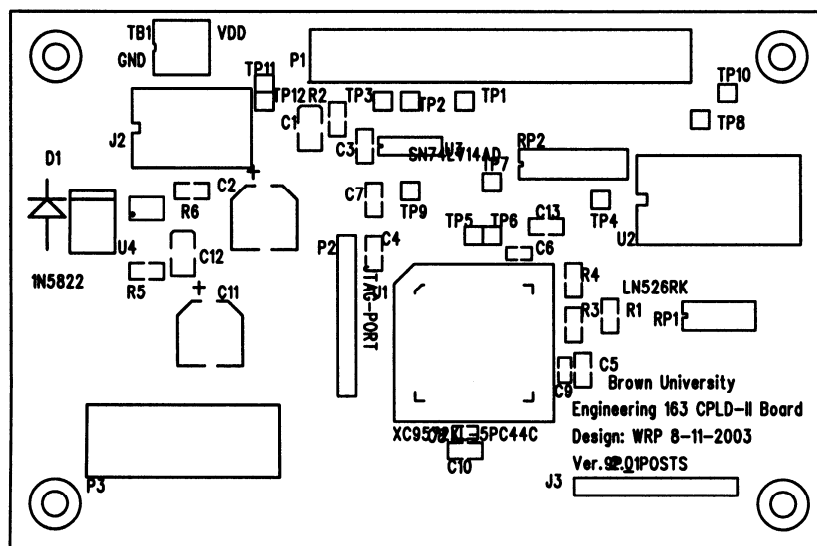 TB1
VDD
GND
P1
TP11
TP12
R2
TP3
TP2
TP1
TP10
TP8
J2
C1
C3
U3
SN74LV14AD
RP2
TP7
D1
C2
R6
C7
TP9
C13
TP4
U2
U4
C12
TP5
TP6
P2
C4
C6
1N5822
R5
C11
JTAG-PORT
U1
R4
LN526RK
R3
R1
RP1
C5
C9
Brown University
Engineering 163 CPLD-II Board
C10
Design: WRP 8-11-2003
P3
J3